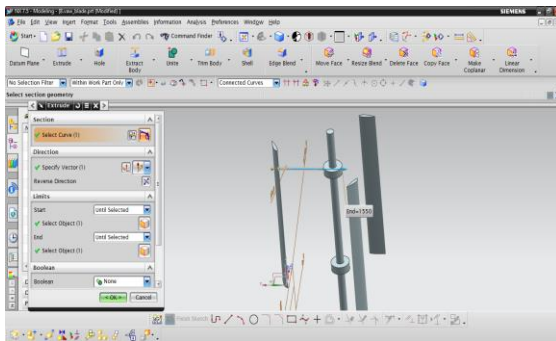 NX 7.5 - Modeling - [Euao_blade.prt (Modified) ]
SIEMENS
File Edit View Insert Format Tools Assemblies Information Analysis Preferences Window Help
Start Command Finder
Datum Plane Extrude Hole Extract Body Unite Trim Body Shell Edge Blend Move Face Resize Blend Delete Face Copy Face Make Coplanar Linear Dimension
No Selection Filter Within Work Part Only Connected Curves
Select section geometry
Extrude
Section
Select Curve (1)
Direction
Specify Vector (1)
Reverse Direction
Limits
Start Until Selected
Select Object (1)
End Until Selected
Select Object (1)
Boolean
Boolean None
<OK> Cancel
End=1550
Finish Sketch